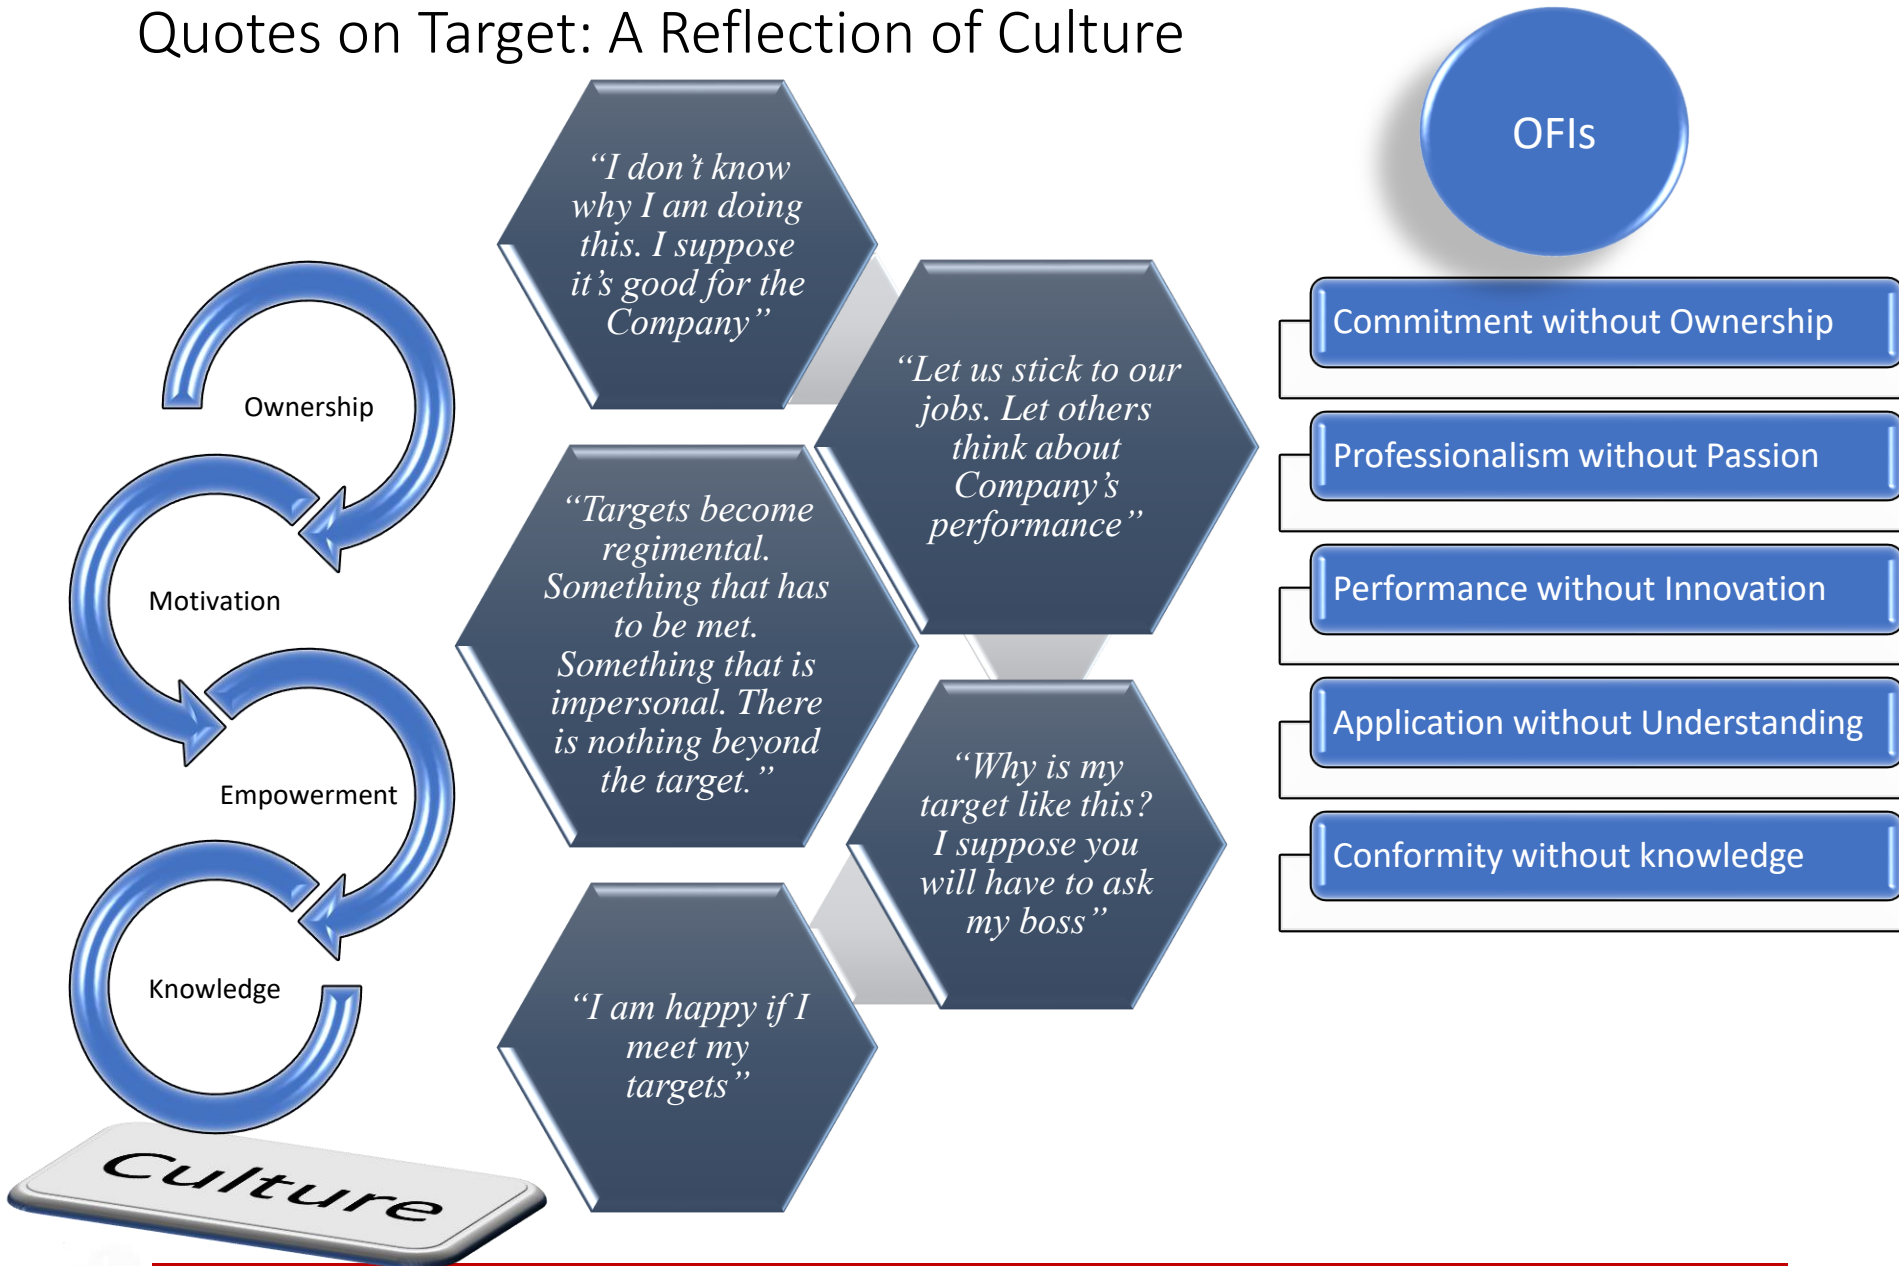 Quotes on Target: A Reflection of Culture
Ownership
Motivation
Empowerment
Knowledge
Culture
“I don’t know
why I am doing
this. I suppose
it’s good for the
Company”
“Let us stick to our
jobs. Let others
think about
Company’s
performance”
“Targets become
regimental.
Something that has
to be met.
Something that is
impersonal. There
is nothing beyond
the target.”
“Why is my
target like this?
I suppose you
will have to ask
my boss”
“I am happy if I
meet my
targets”
OFIs
Commitment without Ownership
Professionalism without Passion
Performance without Innovation
Application without Understanding
Conformity without knowledge